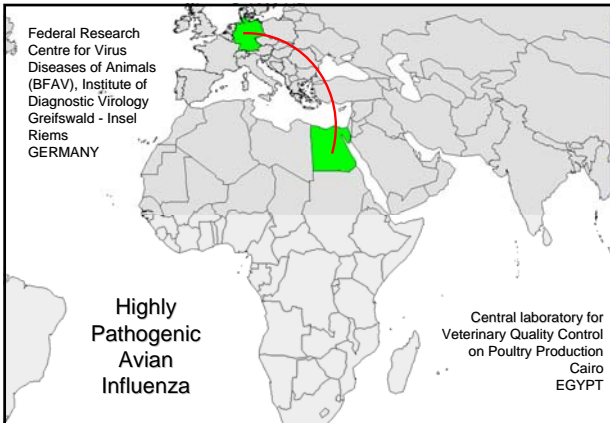 Federal Research
Centre for Virus
Diseases of Animals
(BFAV), Institute of
Diagnostic Virology
Greifswald - Insel
Riems
GERMANY
Highly
Pathogenic
Avian
Influenza
Central laboratory for
Veterinary Quality Control
on Poultry Production
Cairo
EGYPT